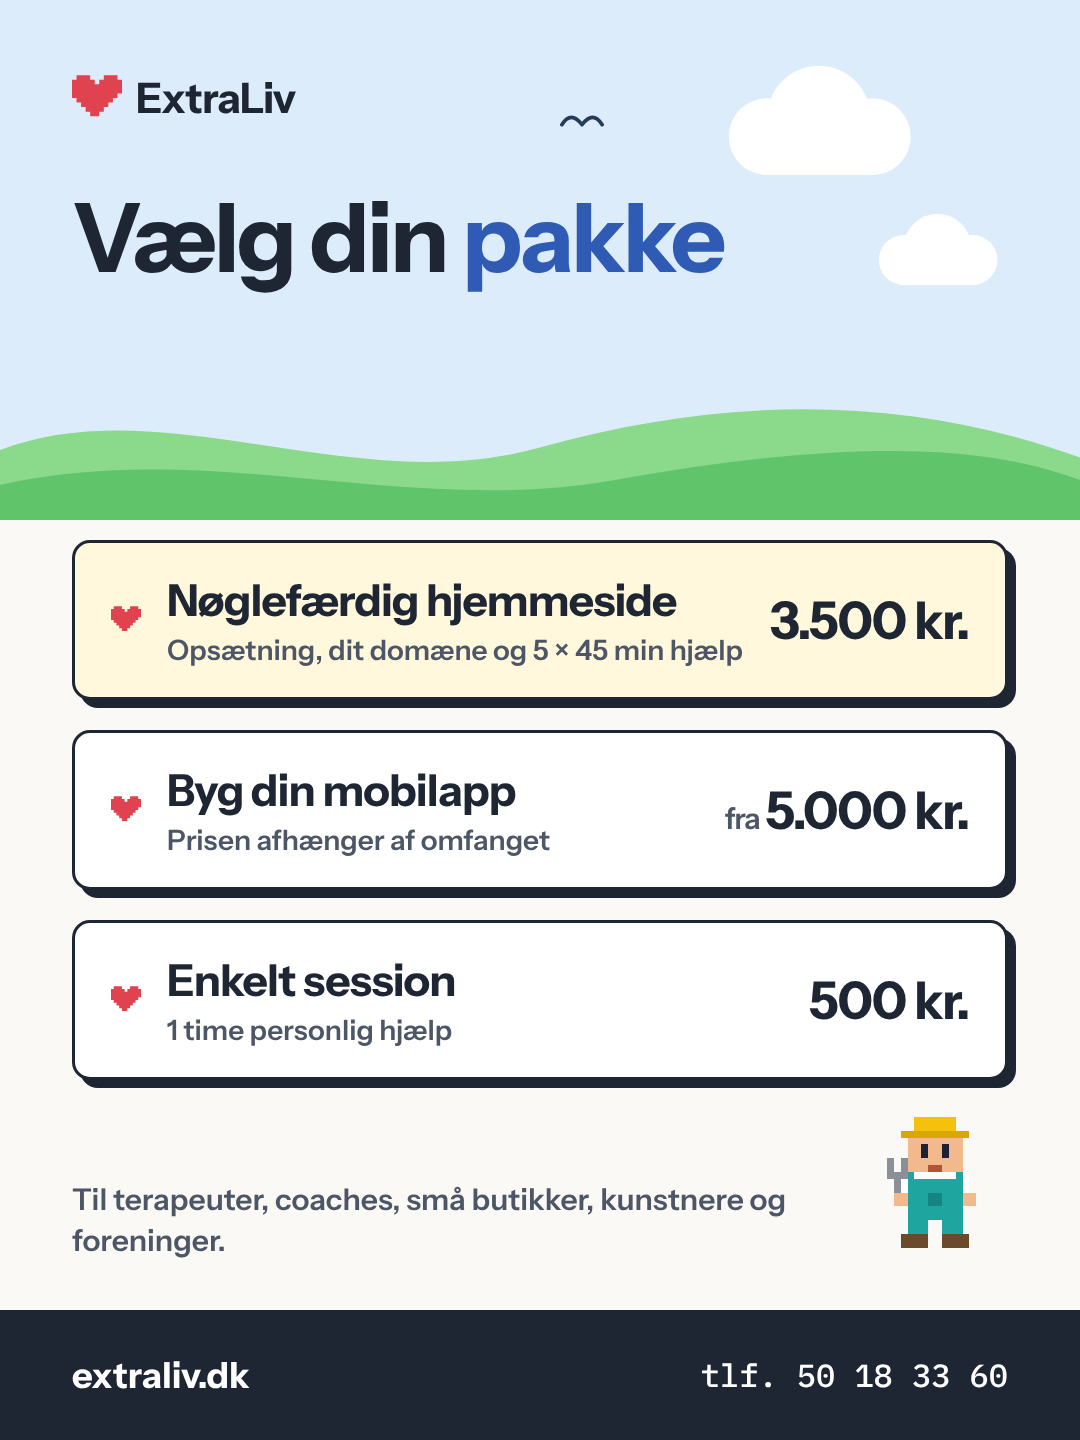 ExtraLiv
Vælg din pakke
Nøglefærdig hjemmeside
Opsætning, dit domæne og 5 × 45 min hjælp
3.500 kr.
Byg din mobilapp
Prisen afhænger af omfanget
fra 5.000 kr.
Enkelt session
1 time personlig hjælp
500 kr.
Til terapeuter, coaches, små butikker, kunstnere og
foreninger.
extraliv.dk
tlf. 50 18 33 60